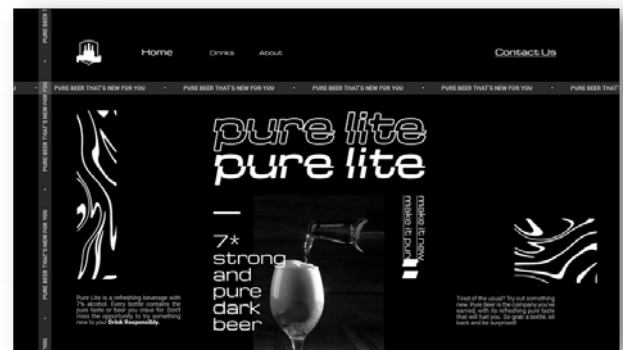 Home
Drinks
About
Contact Us
PURE BEER THAT'S NEW FOR YOU • PURE BEER THAT'S NEW FOR YOU • PURE BEER THAT'S NEW FOR YOU • PURE BEER THAT'S NEW FOR YOU • PURE BEER THAT
PURE BEER T
PURE BEER THAT'S NEW FOR YOU
PURE BEER THAT'S NEW FOR YOU
YOU
pure lite
pure lite
make it new
make it pure
7*
strong
and
pure
dark
beer
Pure Lite is a refreshing beverage with
7% alcohol. Every bottle contains the
pure taste or beer you crave for. Don't
miss the opportunity to try something
new to you! Drink Responsibly.
Tired of the usual? Try out something
new. Pure Beer is the company you've
earned, with its refreshing pure taste
that will fuel you. So grab a bottle, sit
back and be surprised!